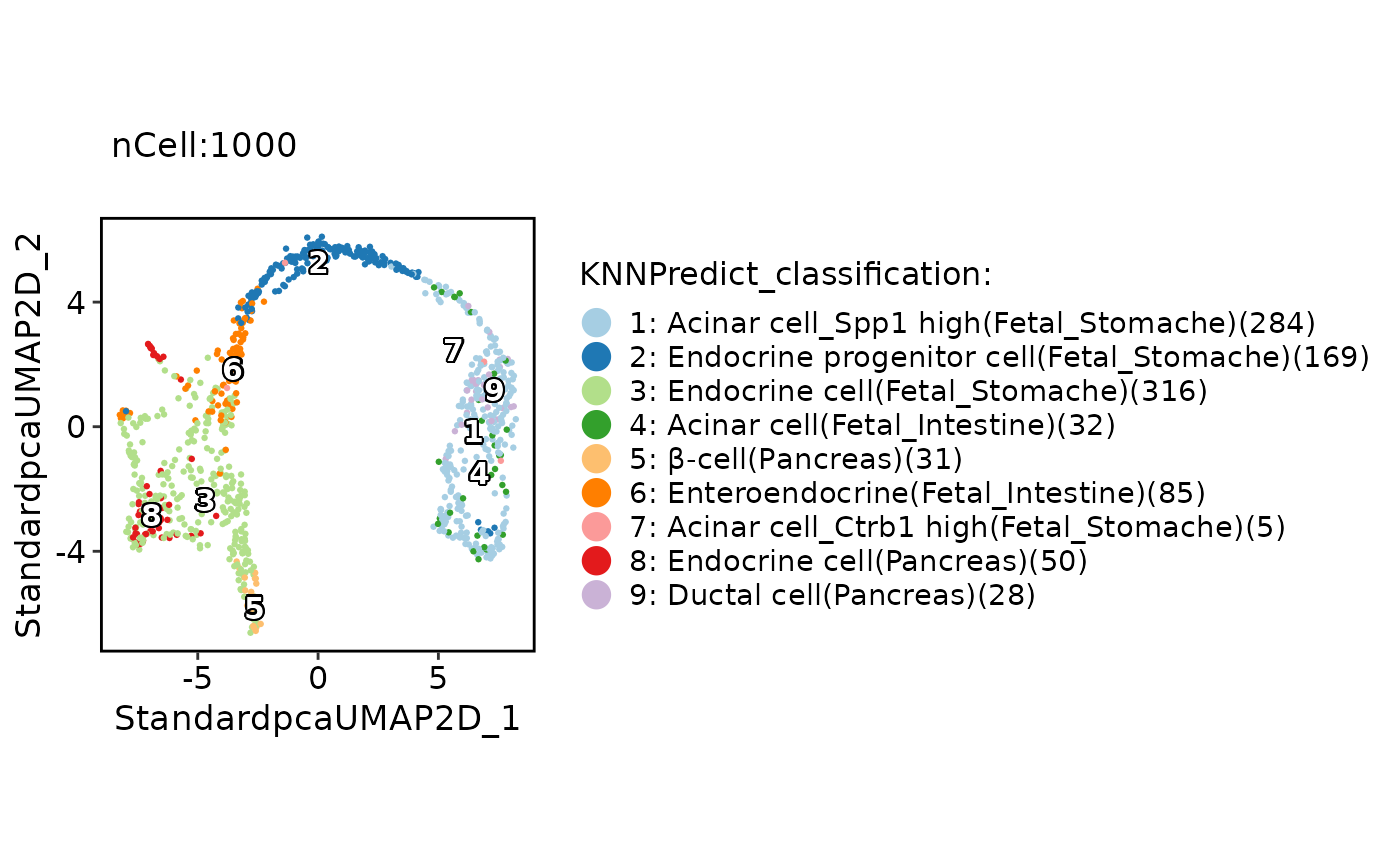 nCell:1000
StandardpcaUMAP2D_2
4
0
-4
2
7
6
9
1
4
3
8
5
-5
0
5
StandardpcaUMAP2D_1
KNNPredict_classification:
1: Acinar cell_Spp1 high(Fetal_Stomache)(284)
2: Endocrine progenitor cell(Fetal_Stomache)(169)
3: Endocrine cell(Fetal_Stomache)(316)
4: Acinar cell(Fetal_Intestine)(32)
5: β-cell(Pancreas)(31)
6: Enteroendocrine(Fetal_Intestine)(85)
7: Acinar cell_Ctrb1 high(Fetal_Stomache)(5)
8: Endocrine cell(Pancreas)(50)
9: Ductal cell(Pancreas)(28)